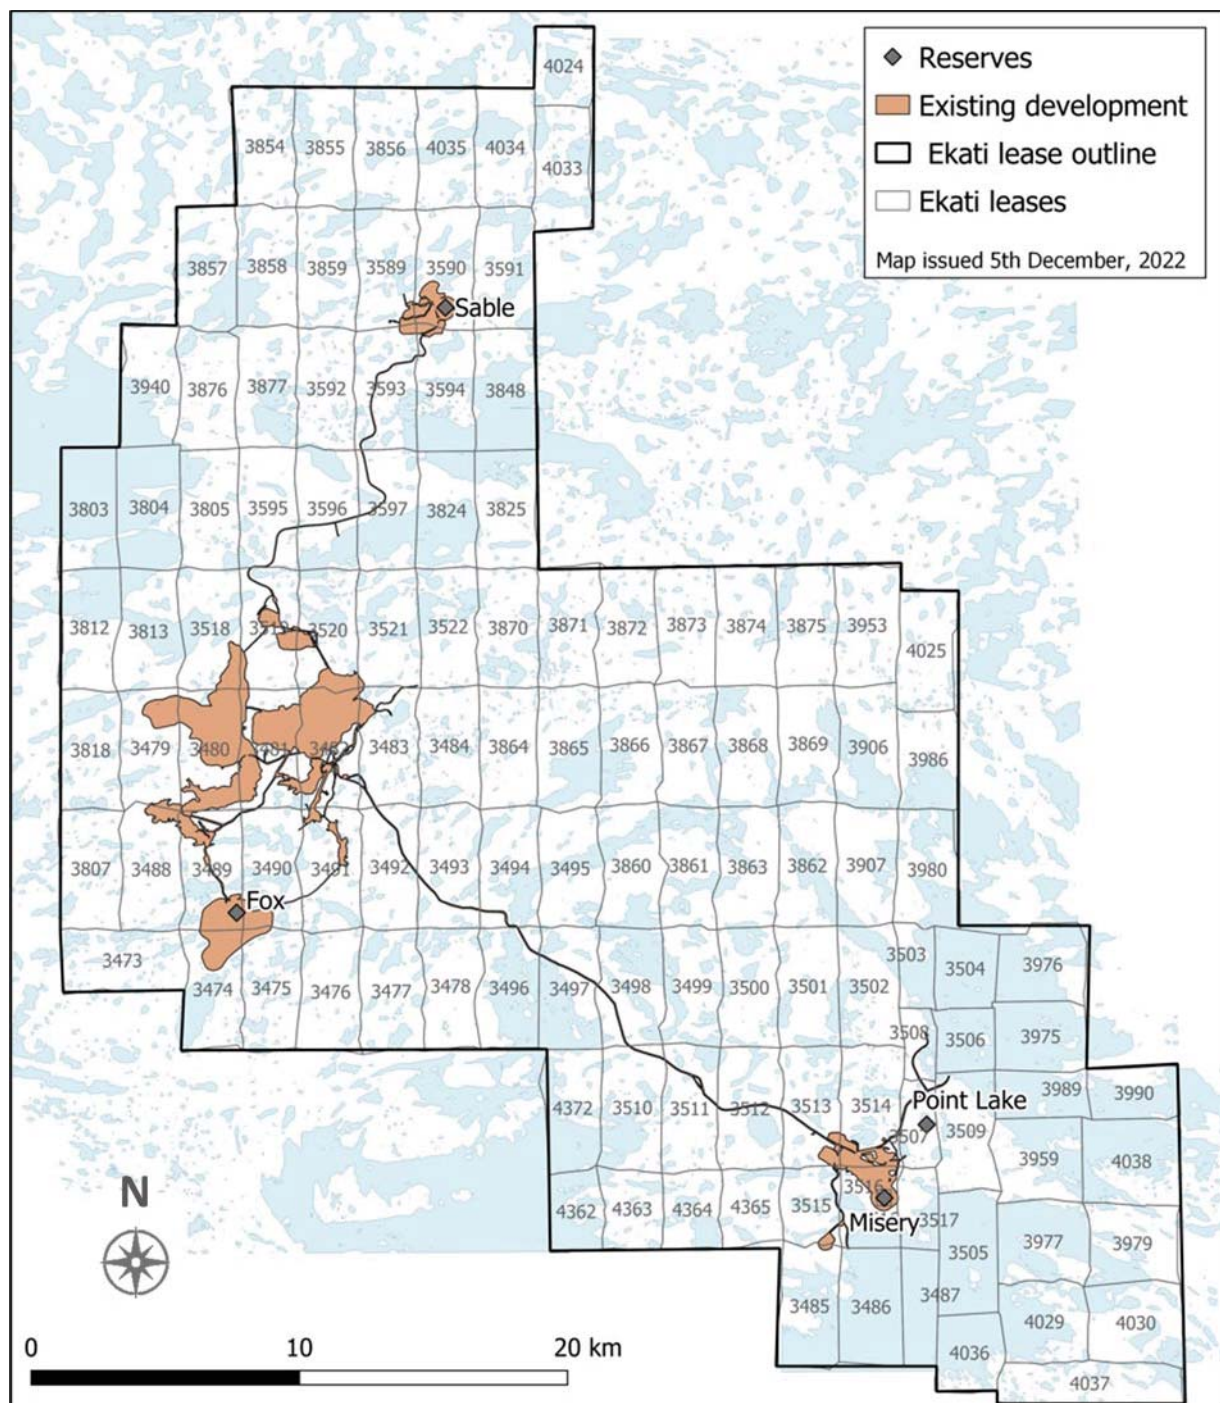 4024
Reserves
Existing development
Ekati lease outline
Ekati leases
Map issued 5th December, 2022
3854 3855 3856 4035 4034 4033
3857 3858 3859 3589 3590 3591
Sable
3940 3876 3877 3592 3593 3594 3848
3803 3804 3805 3595 3596 3597 3824 3825
3812 3813 3518 3520 3521 3522 3870 3871 3872 3873 3874 3875 3953 4025
3818 3479 3480 3481 3482 3483 3484 3864 3865 3866 3867 3868 3869 3906 3986
3807 3488 3489 3490 3491 3492 3493 3494 3495 3860 3861 3863 3862 3907 3980
Fox
3473 3503 3504 3976
3474 3475 3476 3477 3478 3496 3497 3498 3499 3500 3501 3502
3508 3506 3975
3989 3990
Point Lake
4372 3510 3511 3512 3513 3514 3507 3509
3959 4038
4362 4363 4364 4365 3515 3516
Misery 3517
3505 3977 3979
N
3485 3486 3487
4029 4030
4036
4037
0 10 20 km